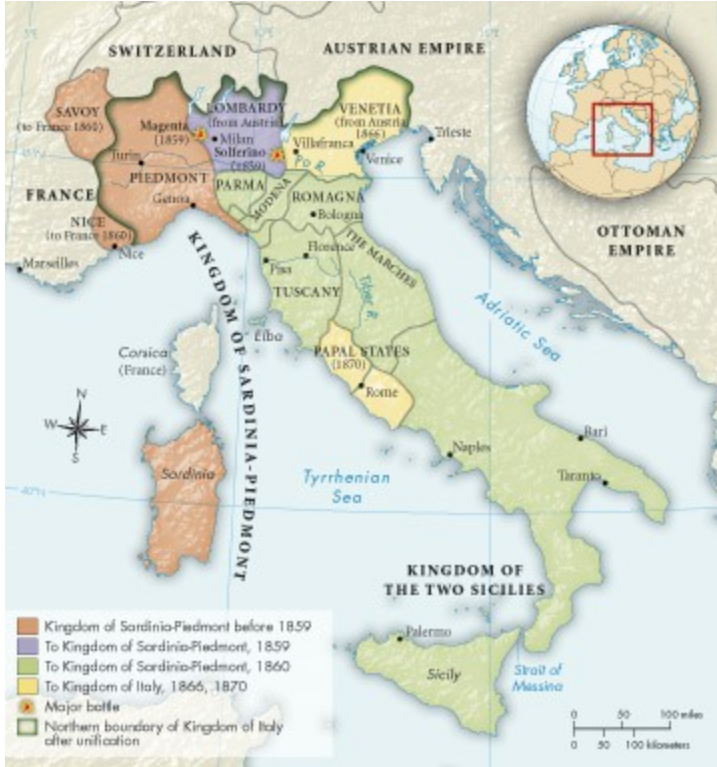 5°E
10°E
15°E
SWITZERLAND
AUSTRIAN EMPIRE
SAVOY
(to France 1860)
LOMBARDY
(from Austria)
VENETIA
(from Austria
1866)
Magenta
(1859)
Milan
Solferino
(1859)
Villafranca
Trieste
Venice
Po R.
Turin
45°N
PIEDMONT
PARMA
MODENA
ROMAGNA
Bologna
Genoa
FRANCE
NICE
(to France 1860)
Nice
Marseilles
OTTOMAN
EMPIRE
Florence
Pisa
THE MARCHES
TUSCANY
Tiber R.
Elba
Adriatic Sea
KINGDOM OF SARDINIA-PIEDMONT
Corsica
(France)
PAPAL STATES
(1870)
Rome
N
W
E
S
Sardinia
Naples
Bari
Taranto
Tyrrhenian
Sea
40°N
KINGDOM OF
THE TWO SICILIES
Palermo
Sicily
Strait of
Messina
Kingdom of Sardinia-Piedmont before 1859
To Kingdom of Sardinia-Piedmont, 1859
To Kingdom of Sardinia-Piedmont, 1860
To Kingdom of Italy, 1866, 1870
Major battle
Northern boundary of Kingdom of Italy
after unification
0 50 100 miles
0 50 100 kilometers